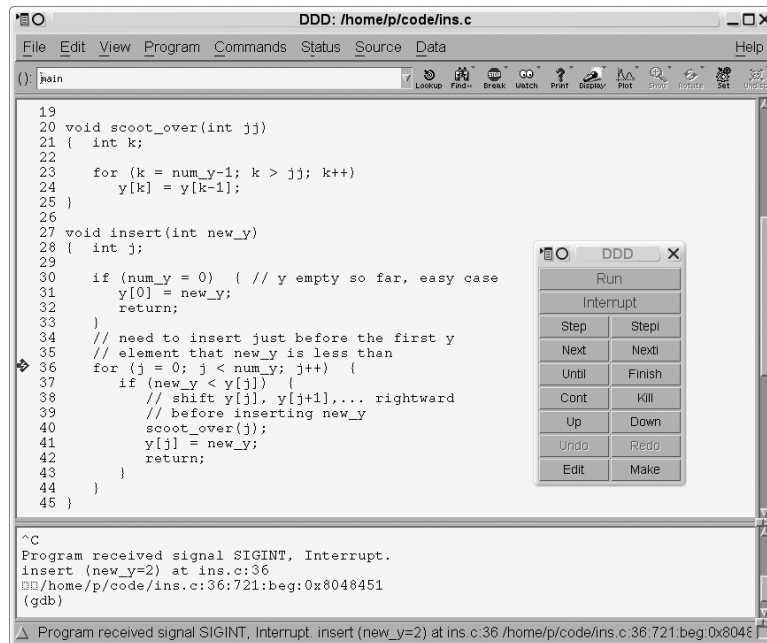 DDD: /home/p/code/ins.c
File Edit View Program Commands Status Source Data Help
(): main
Lookup Find» Break Watch Print Display Plot Show Rotate Set Undisp
19
20 void scoot_over(int jj)
21 {  int k;
22
23    for (k = num_y-1; k > jj; k++)
24       y[k] = y[k-1];
25 }
26
27 void insert(int new_y)
28 {  int j;
29
30    if (num_y = 0)  { // y empty so far, easy case
31       y[0] = new_y;
32       return;
33    }
34    // need to insert just before the first y
35    // element that new_y is less than
36    for (j = 0; j < num_y; j++)  {
37       if (new_y < y[j])  {
38          // shift y[j], y[j+1],... rightward
39          // before inserting new_y
40          scoot_over(j);
41          y[j] = new_y;
42          return;
43       }
44    }
45 }
DDD
Run
Interrupt
Step Stepi
Next Nexti
Until Finish
Cont Kill
Up Down
Undo Redo
Edit Make
^C
Program received signal SIGINT, Interrupt.
insert (new_y=2) at ins.c:36
/home/p/code/ins.c:36:721:beg:0x8048451
(gdb)
Program received signal SIGINT, Interrupt. insert (new_y=2) at ins.c:36 /home/p/code/ins.c:36:721:beg:0x8048